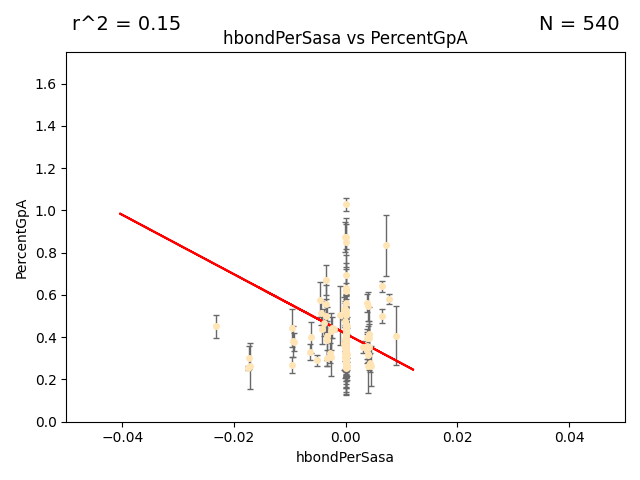 r^2 = 0.15
N = 540
hbondPerSasa vs PercentGpA
1.6
1.4
1.2
1.0
0.8
0.6
0.4
0.2
0.0
PercentGpA
−0.04
−0.02
0.00
0.02
0.04
hbondPerSasa